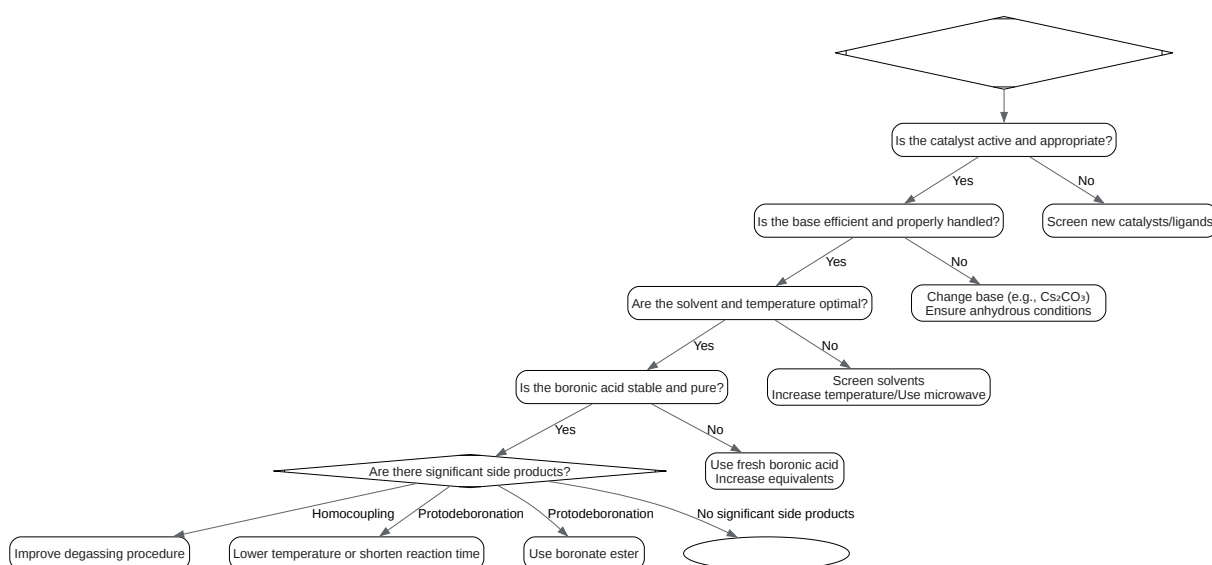 Is the catalyst active and appropriate?
Yes
No
Is the base efficient and properly handled?
Screen new catalysts/ligands
Yes
No
Are the solvent and temperature optimal?
Change base (e.g., Cs₂CO₃)
Ensure anhydrous conditions
Yes
No
Is the boronic acid stable and pure?
Screen solvents
Increase temperature/Use microwave
Yes
No
Are there significant side products?
Use fresh boronic acid
Increase equivalents
Homocoupling
Protodeboronation
Protodeboronation
No significant side products
Improve degassing procedure
Lower temperature or shorten reaction time
Use boronate ester